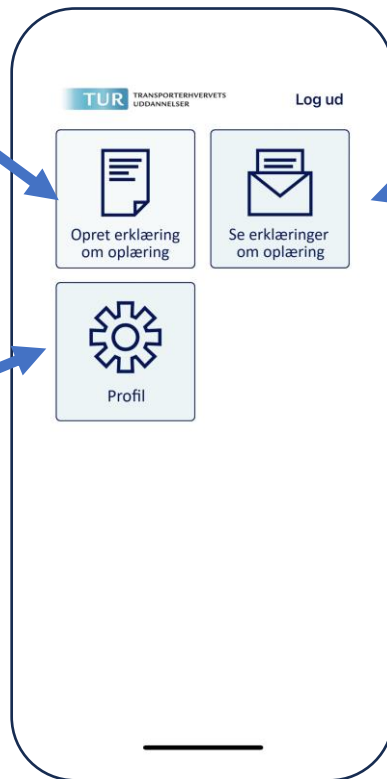 TUR TRANSPORTERHVERVETS
UDDANNELSER
Log ud
Opret erklæring
om oplæring
Se erklæringer
om oplæring
Profil